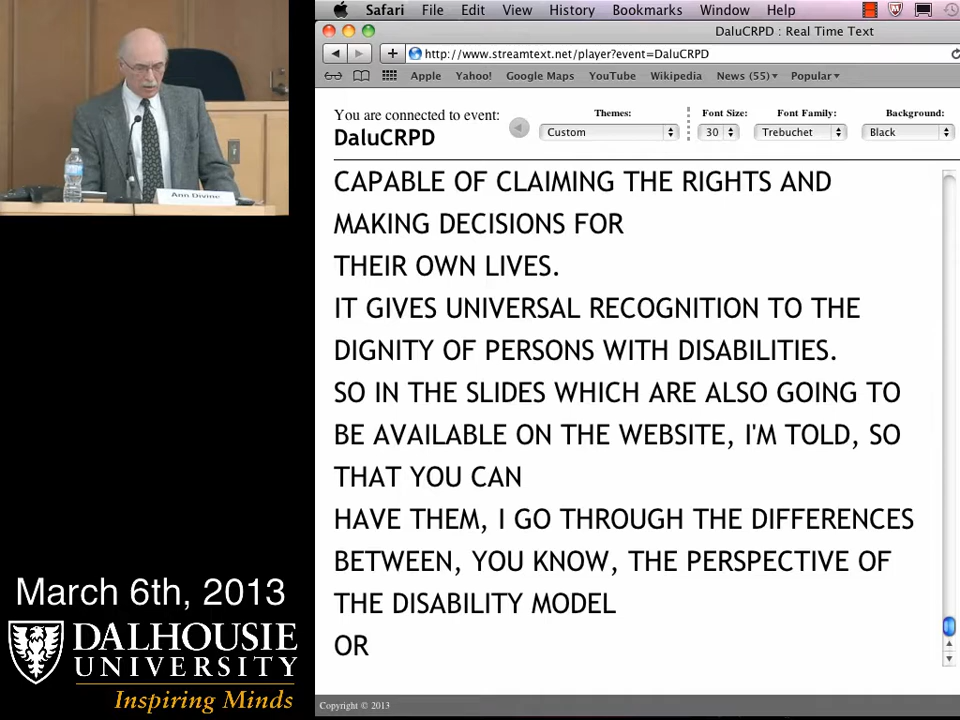 Safari File Edit View History Bookmarks Window Help
DaluCRPD : Real Time Text
http://www.streamtext.net/player?event=DaluCRPD
Apple Yahoo! Google Maps YouTube Wikipedia News (55) Popular
You are connected to event:
DaluCRPD
Themes:
Custom
Font Size:
30
Font Family:
Trebuchet
Background:
Black
CAPABLE OF CLAIMING THE RIGHTS AND
MAKING DECISIONS FOR
THEIR OWN LIVES.
IT GIVES UNIVERSAL RECOGNITION TO THE
DIGNITY OF PERSONS WITH DISABILITIES.
SO IN THE SLIDES WHICH ARE ALSO GOING TO
BE AVAILABLE ON THE WEBSITE, I'M TOLD, SO
THAT YOU CAN
HAVE THEM, I GO THROUGH THE DIFFERENCES
BETWEEN, YOU KNOW, THE PERSPECTIVE OF
THE DISABILITY MODEL
OR
Copyright © 2013
Ann Divine
March 6th, 2013
DALHOUSIE
UNIVERSITY
Inspiring Minds